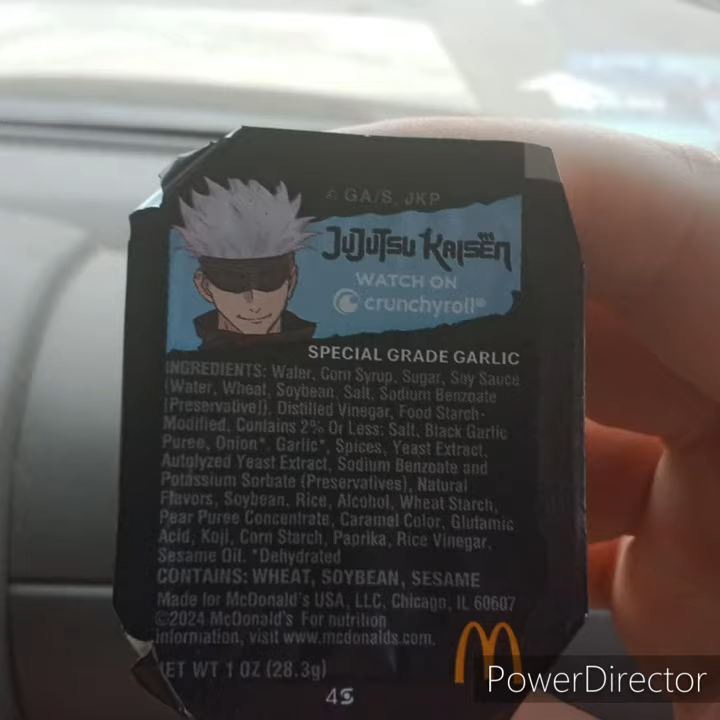 GA/S, JKP
JUJUTSU KAISEN
WATCH ON
crunchyroll®
SPECIAL GRADE GARLIC
INGREDIENTS: Water, Corn Syrup, Sugar, Soy Sauce
(Water, Wheat, Soybean, Salt, Sodium Benzoate
[Preservative]), Distilled Vinegar, Food Starch-
Modified, Contains 2% Or Less: Salt, Black Garlic
Puree, Onion*, Garlic*, Spices, Yeast Extract,
Autolyzed Yeast Extract, Sodium Benzoate and
Potassium Sorbate (Preservatives), Natural
Flavors, Soybean, Rice, Alcohol, Wheat Starch,
Pear Puree Concentrate, Caramel Color, Glutamic
Acid, Koji, Corn Starch, Paprika, Rice Vinegar,
Sesame Oil. *Dehydrated
CONTAINS: WHEAT, SOYBEAN, SESAME
Made for McDonald's USA, LLC, Chicago, IL 60607
©2024 McDonald's For nutrition
information, visit www.mcdonalds.com.
NET WT 1 OZ (28.3g)
PowerDirector